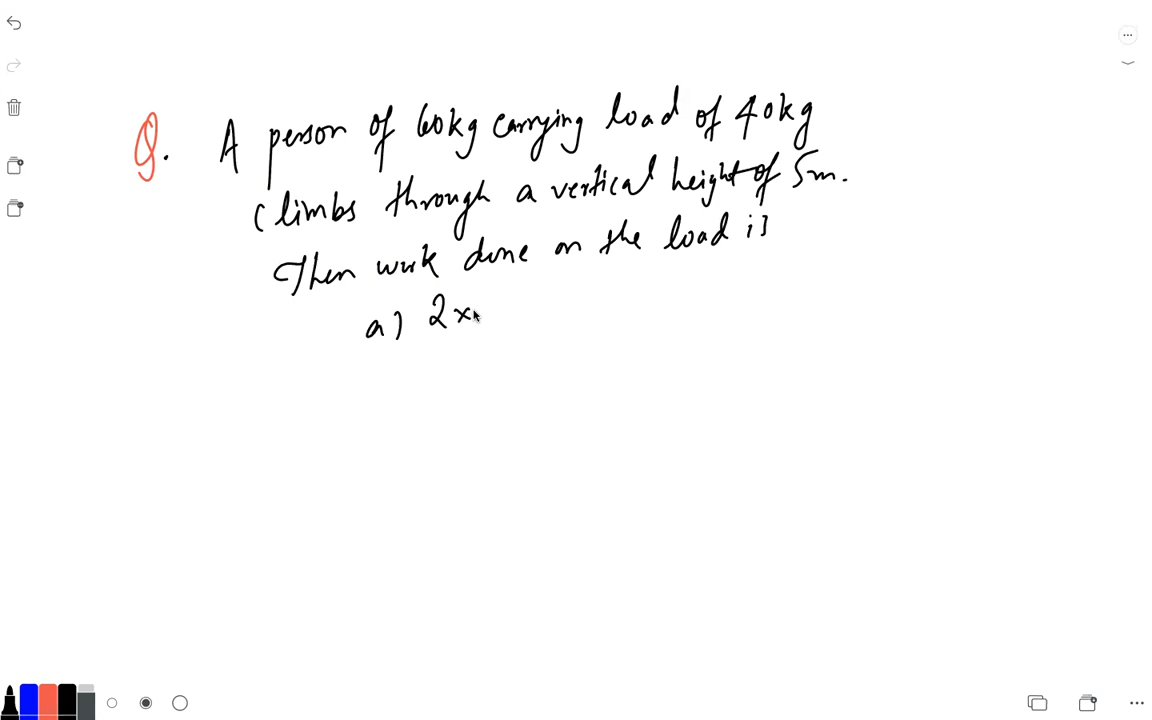 Q. A person of 60kg carrying load of 40kg
climbs through a vertical height of 5m.
Then work done on the load is
a) 2x